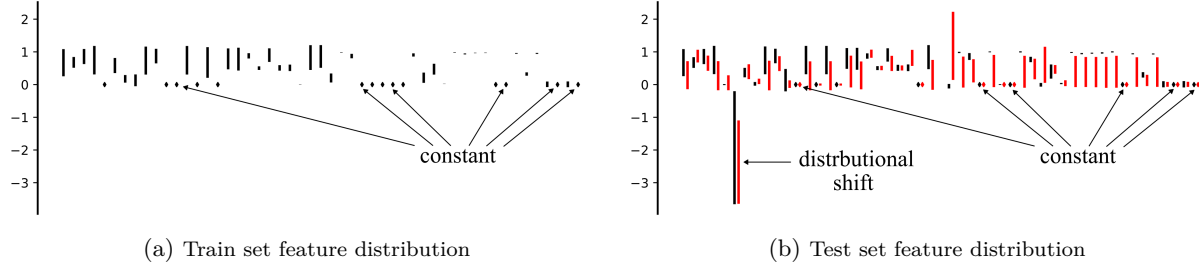 2
1
0
−1
−2
−3
constant
(a) Train set feature distribution
2
1
0
−1
−2
−3
distrbutional
shift
constant
(b) Test set feature distribution